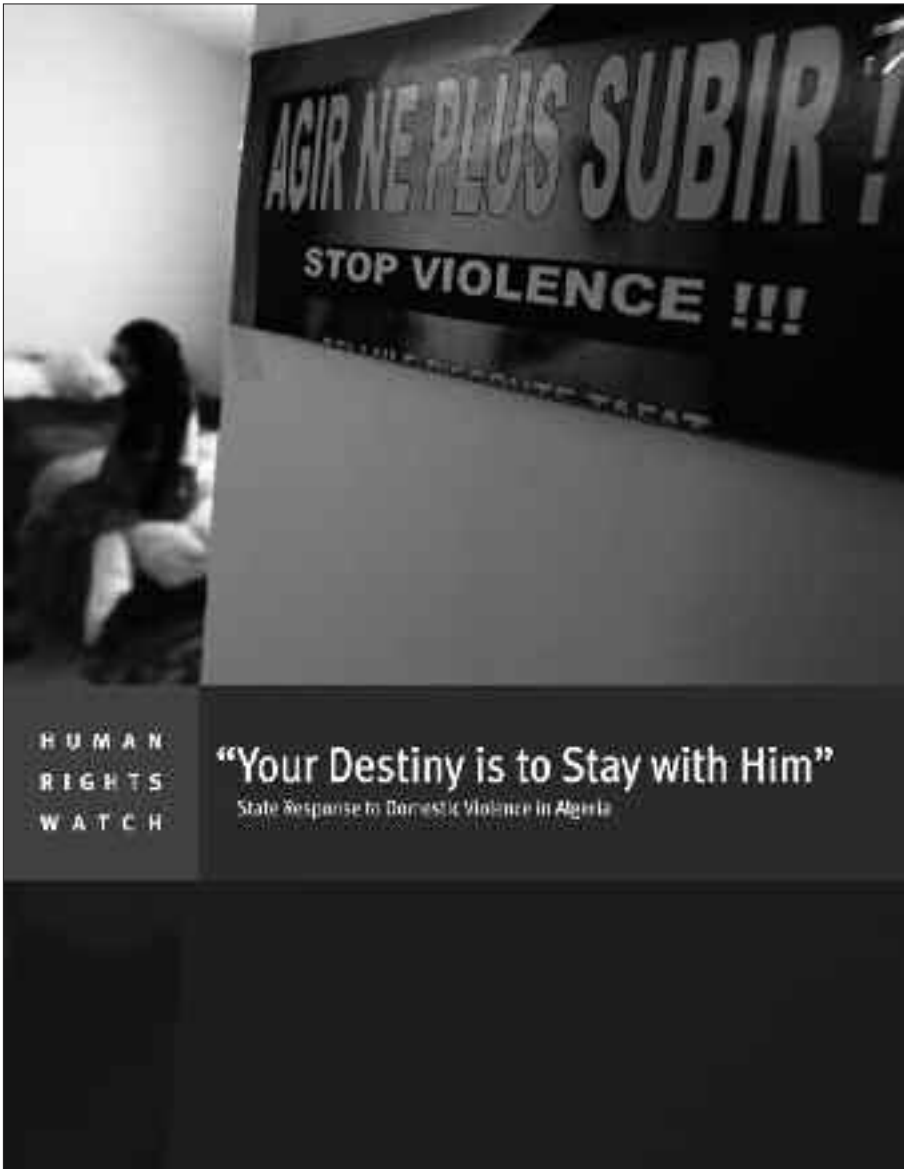 AGIR NE PLUS SUBIR !
STOP VIOLENCE !!!
HUMAN
RIGHTS
WATCH
“Your Destiny is to Stay with Him”
State Response to Domestic Violence in Algeria